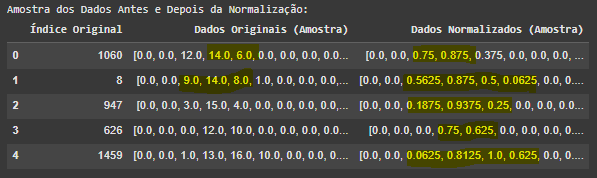 Amostra dos Dados Antes e Depois da Normalização:
Índice Original Dados Originais (Amostra) Dados Normalizados (Amostra)
0 1060 [0.0, 0.0, 12.0, 14.0, 6.0, 0.0, 0.0, 0.0, 0.0... [0.0, 0.0, 0.75, 0.875, 0.375, 0.0, 0.0, 0.0, ...
1 8 [0.0, 0.0, 9.0, 14.0, 8.0, 1.0, 0.0, 0.0, 0.0,... [0.0, 0.0, 0.5625, 0.875, 0.5, 0.0625, 0.0, 0....
2 947 [0.0, 0.0, 3.0, 15.0, 4.0, 0.0, 0.0, 0.0, 0.0,... [0.0, 0.0, 0.1875, 0.9375, 0.25, 0.0, 0.0, 0.0...
3 626 [0.0, 0.0, 0.0, 12.0, 10.0, 0.0, 0.0, 0.0, 0.0... [0.0, 0.0, 0.0, 0.75, 0.625, 0.0, 0.0, 0.0, 0....
4 1459 [0.0, 0.0, 1.0, 13.0, 16.0, 10.0, 0.0, 0.0, 0.... [0.0, 0.0, 0.0625, 0.8125, 1.0, 0.625, 0.0, 0....